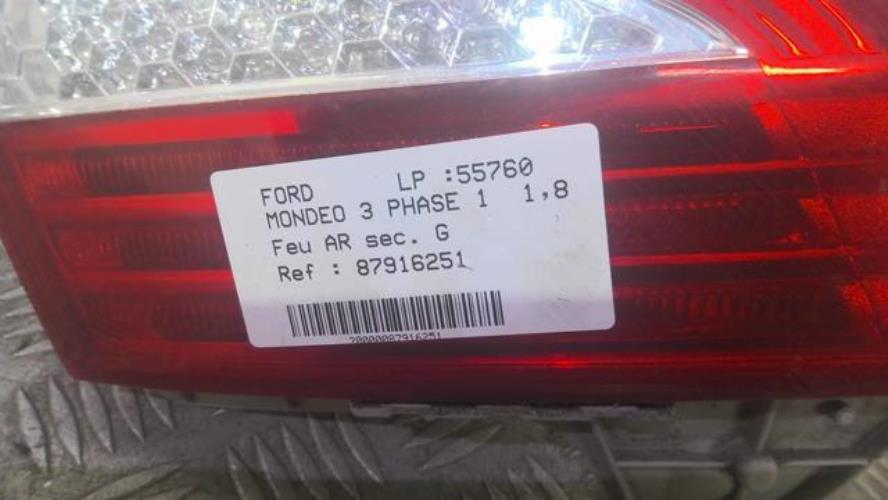 FORD LP :55760
MONDEO 3 PHASE 1 1,8
Feu AR sec. G
Ref : 87916251